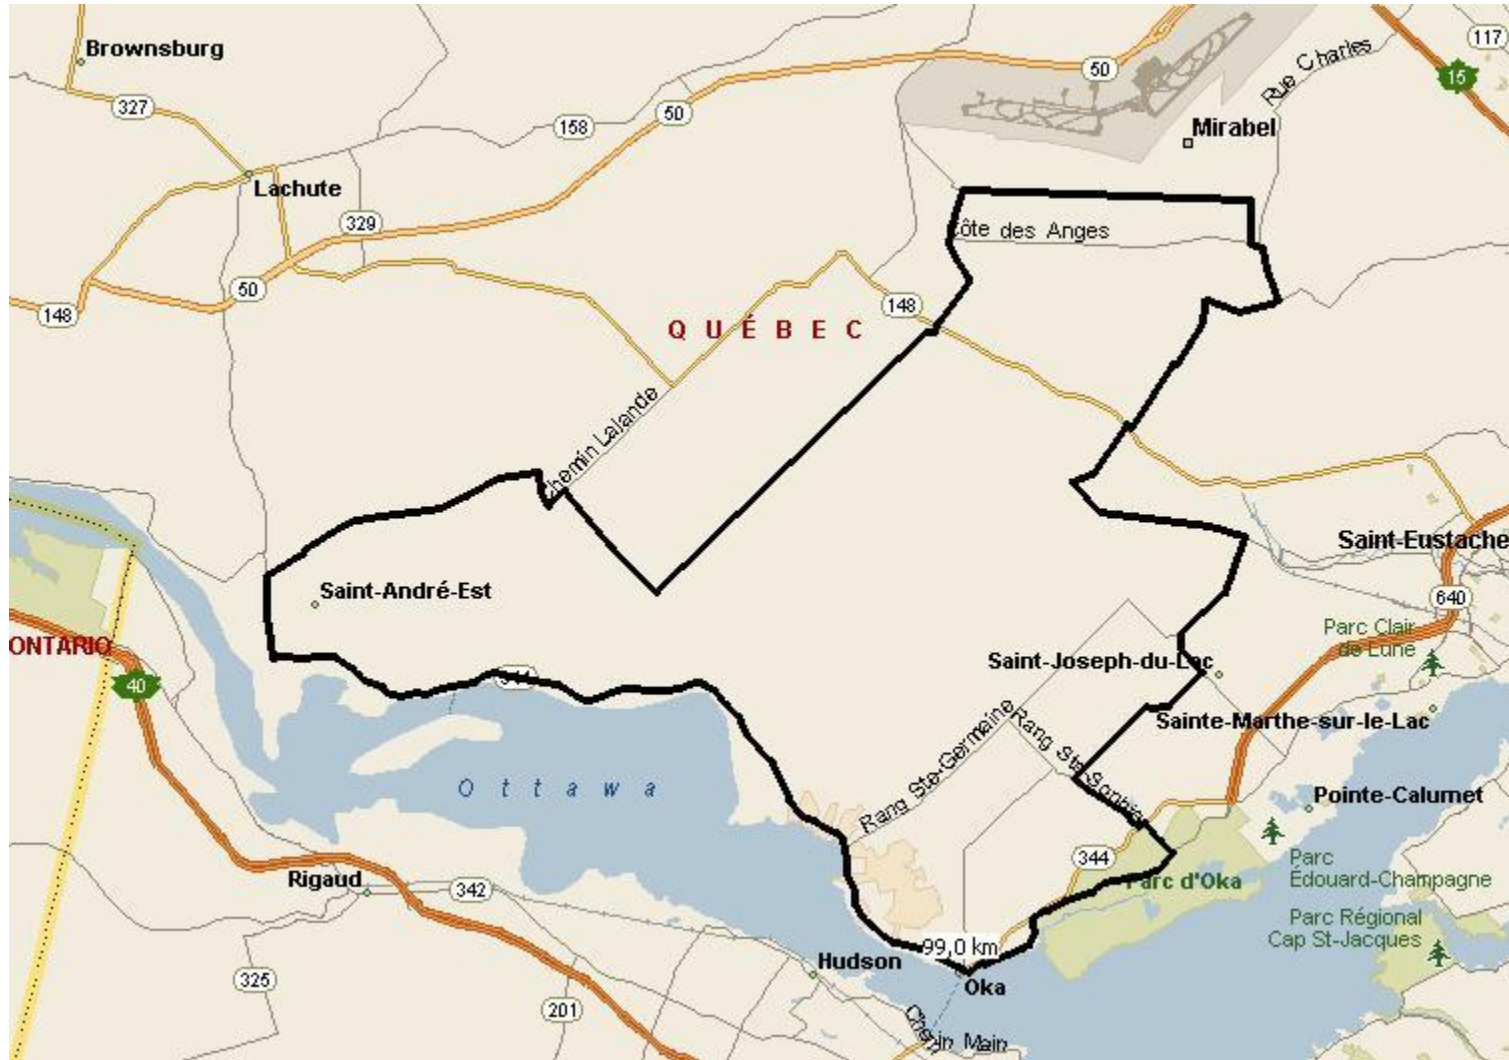 Brownsburg
117
Rue Charles
50
15
327
50
158
Mirabel
Lachute
329
Côte des Anges
50
148
148
QUÉBEC
Chemin Lalande
Saint-Eustache
Saint-André-Est
640
ONTARIO
Parc Clair
de Lune
Saint-Joseph-du-Lac
40
344
Rang Ste-Germaine
Rang Ste-Sophie
Sainte-Marthe-sur-le-Lac
Ottawa
Pointe-Calumet
344
Parc
Édouard-Champagne
Rigaud
342
Parc d'Oka
Parc Régional
Cap St-Jacques
99,0 km
Hudson
325
Oka
201
Main